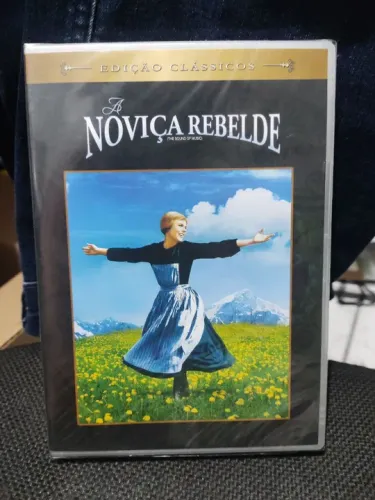 EDIÇÃO CLÁSSICOS
A
NOVIÇA REBELDE
(THE SOUND OF MUSIC)